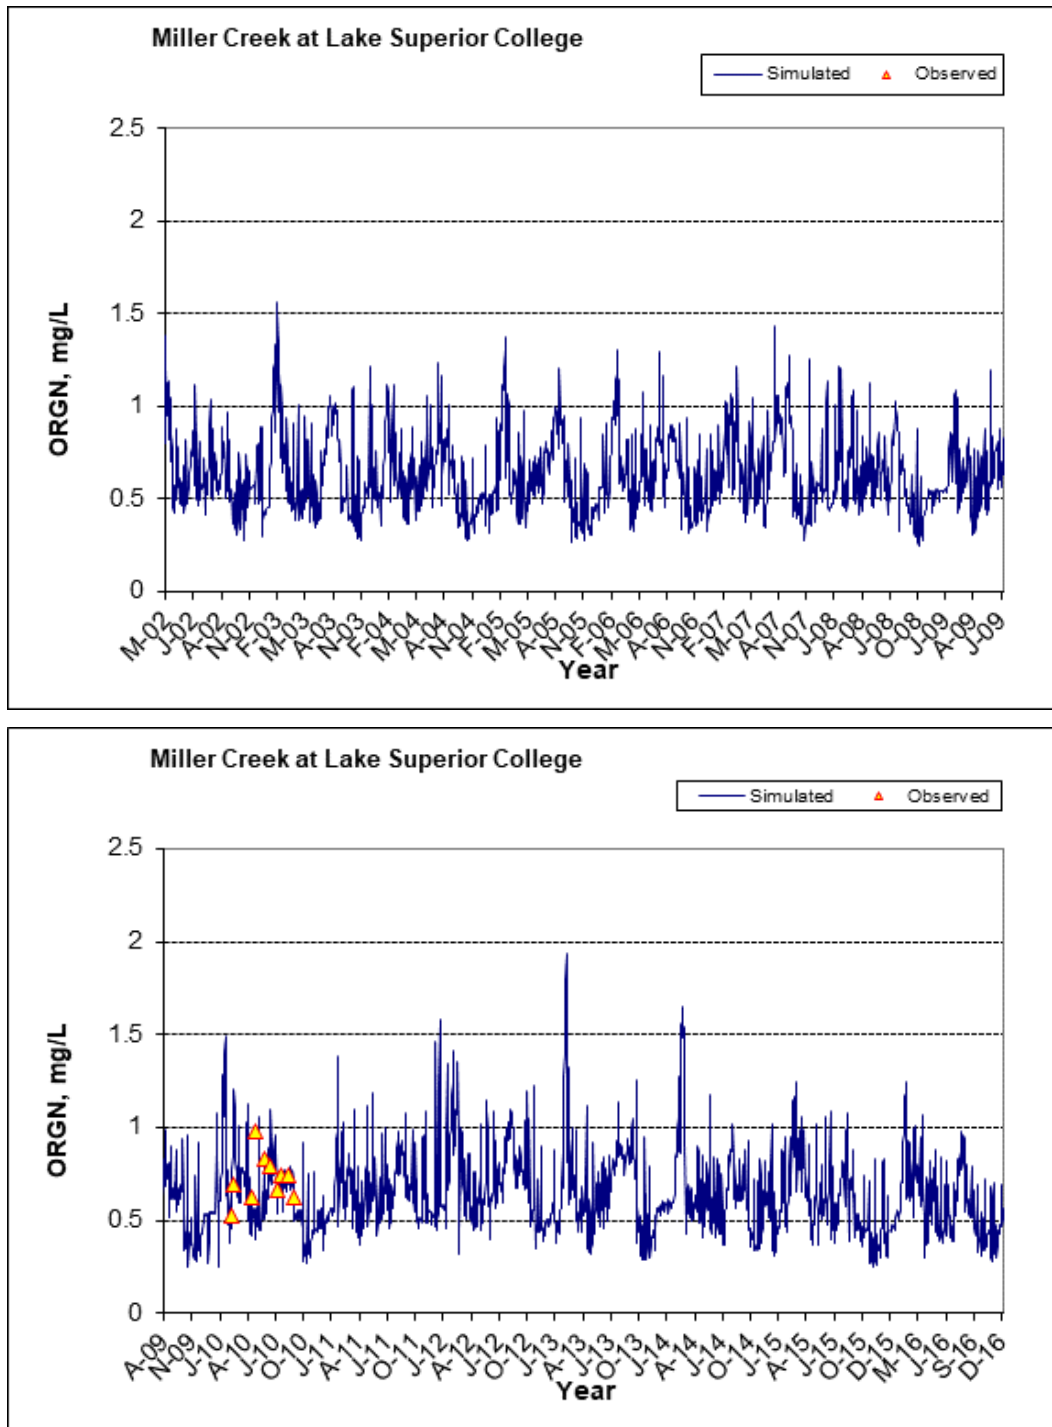 Miller Creek at Lake Superior College
Simulated Observed
2.5
2
1.5
1
0.5
0
ORGN, mg/L
M-02 J-02 A-02 N-02 F-03 M-03 A-03 N-03 F-04 M-04 A-04 N-04 F-05 M-05 A-05 N-05 F-06 M-06 A-06 N-06 F-07 M-07 A-07 N-07 J-08 A-08 J-08 O-08 J-09 A-09 J-09
Year
Miller Creek at Lake Superior College
Simulated Observed
2.5
2
1.5
1
0.5
0
ORGN, mg/L
A-09 N-09 J-10 A-10 J-10 O-10 J-11 A-11 J-11 O-11 J-12 A-12 J-12 O-12 J-13 A-13 J-13 O-13 J-14 A-14 J-14 O-14 J-15 A-15 J-15 O-15 D-15 M-16 J-16 S-16 D-16
Year